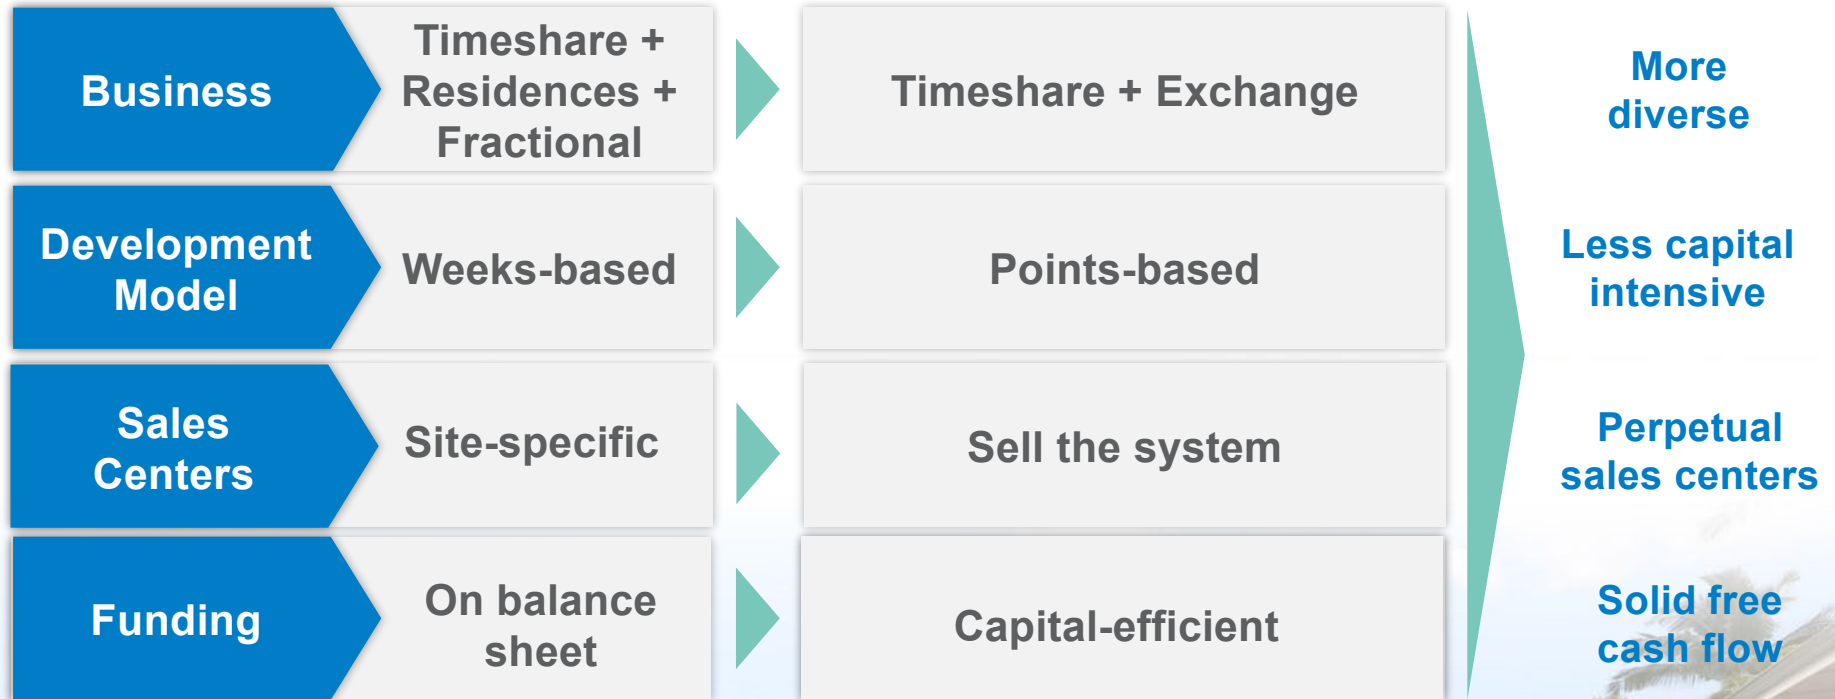 Business
Timeshare +
Residences +
Fractional
Timeshare + Exchange
More
diverse
Development
Model
Weeks-based
Points-based
Less capital
intensive
Sales
Centers
Site-specific
Sell the system
Perpetual
sales centers
Funding
On balance
sheet
Capital-efficient
Solid free
cash flow